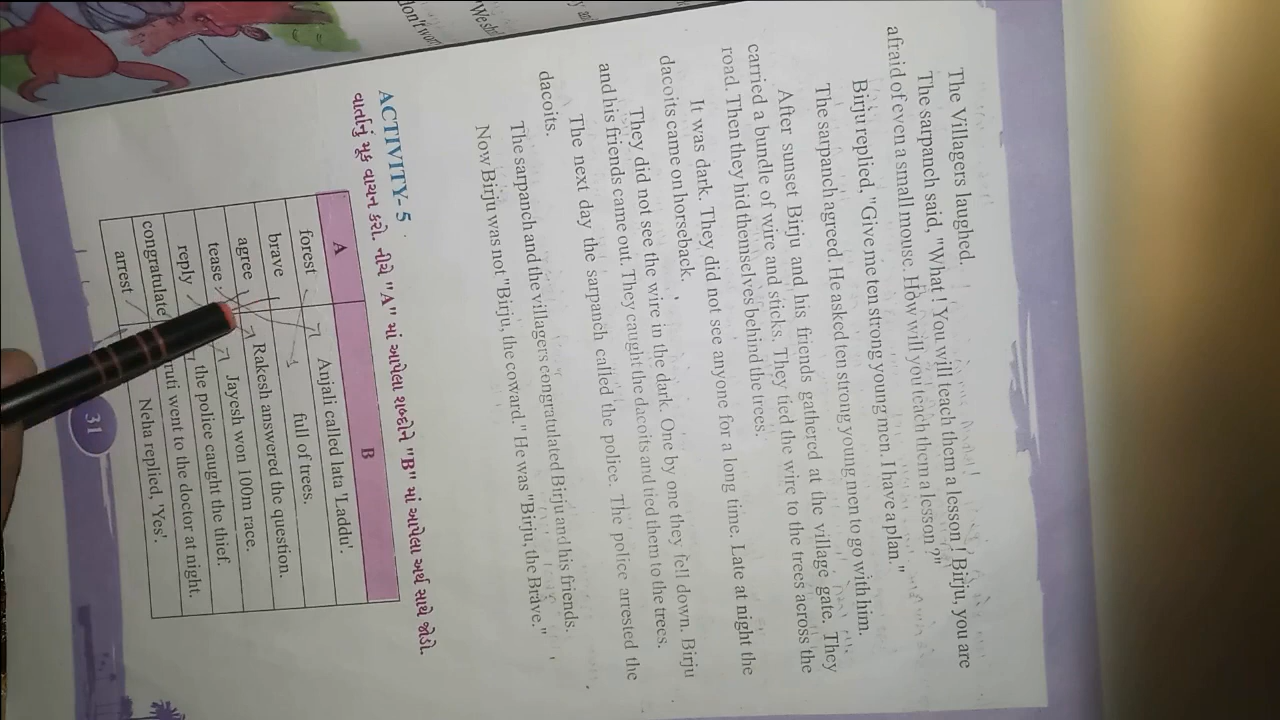 The Villagers laughed.
The sarpanch said, "What ! You will teach them a lesson ! Birju, you are
afraid of even a small mouse. How will you teach them a lesson ?"
Birju replied, "Give me ten strong young men. I have a plan."
The sarpanch agreed. He asked ten strong young men to go with him.
After sunset Birju and his friends gathered at the village gate. They
carried a bundle of wire and sticks. They tied the wire to the trees across the
road. Then they hid themselves behind the trees.
It was dark. They did not see anyone for a long time. Late at night the
dacoits came on horseback.
They did not see the wire in the dark. One by one they fell down. Birju
and his friends came out. They caught the dacoits and tied them to the trees.
The next day the sarpanch called the police. The police arrested the
dacoits.
The sarpanch and the villagers congratulated Birju and his friends.
Now Birju was not "Birju, the coward." He was "Birju, the Brave."
ACTIVITY- 5
વાર્તાનું મૂક વાચન કરો. નીચે "A" માં આપેલા શબ્દોને "B" માં આપેલા અર્થ સાથે જોડો.
A B
forest Anjali called lata 'Laddu'.
brave full of trees.
agree Rakesh answered the question.
tease Jayesh won 100m race.
reply the police caught the thief.
congratulate ruti went to the doctor at night.
arrest Neha replied, 'Yes'.
31
don't wor